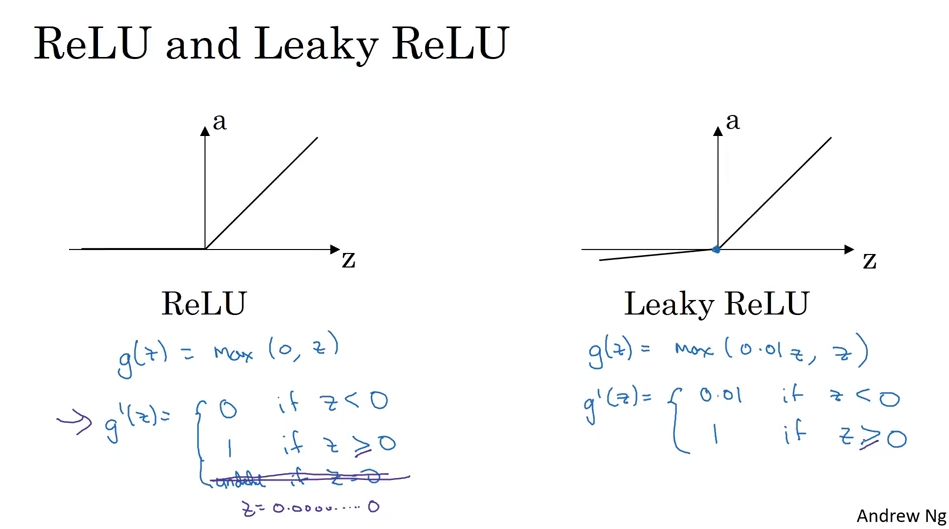 ReLU and Leaky ReLU
a
z
ReLU
g(z) = max (0, z)
g'(z) = { 0 if z < 0
1 if z ≥ 0
if z = 0
z = 0.0000.....0
a
z
Leaky ReLU
g(z) = max (0.01z, z)
g'(z) = { 0.01 if z < 0
1 if z ≥ 0
Andrew Ng